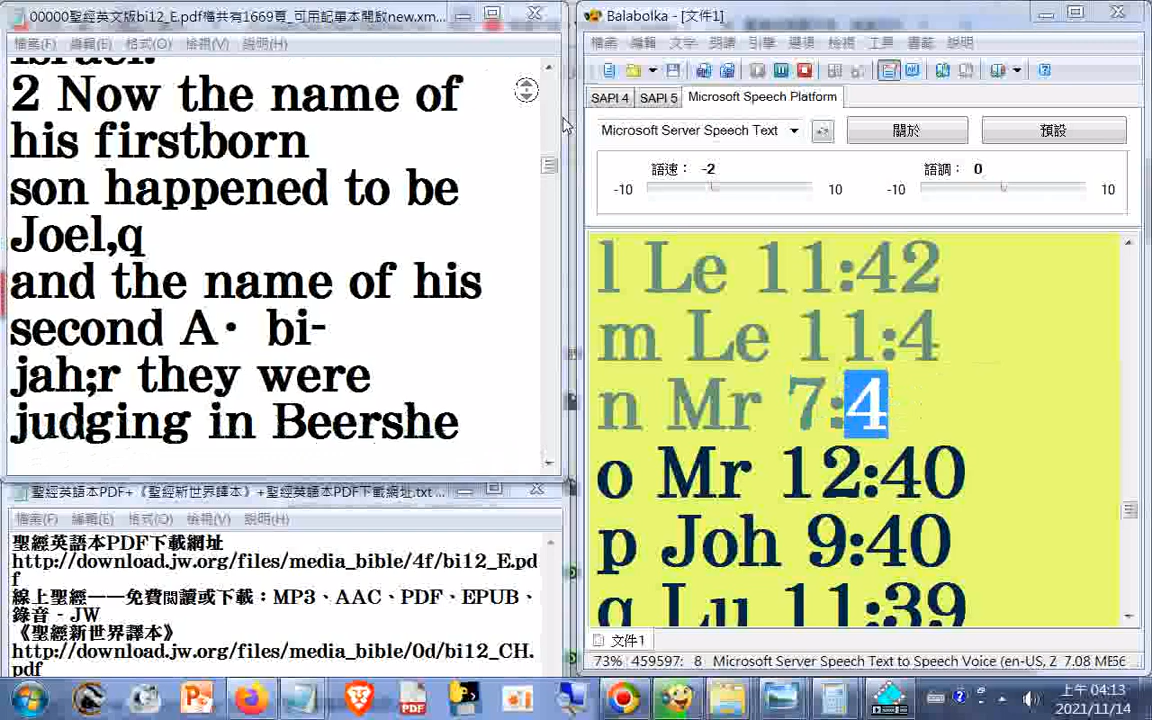 00000聖經英文版bi12_E.pdf檔共有1669頁_可用記事本開啟new.xm...
檔案(F) 編輯(E) 格式(O) 檢視(V) 說明(H)
Israel.
2 Now the name of
his firstborn
son happened to be
Joel,q
and the name of his
second A· bi-
jah;r they were
judging in Beershe
聖經英語本PDF+《聖經新世界譯本》+聖經英語本PDF下載網址.txt ...
檔案(F) 編輯(E) 格式(O) 檢視(V) 說明(H)
聖經英語本PDF下載網址
http://download.jw.org/files/media_bible/4f/bi12_E.pd
f
線上聖經——免費閱讀或下載：MP3、AAC、PDF、EPUB、
錄音 - JW
《聖經新世界譯本》
http://download.jw.org/files/media_bible/0d/bi12_CH.
pdf
Balabolka - [文件1]
檔案 編輯 文字 朗讀 引擎 選項 檢視 工具 書籤 說明
SAPI 4 SAPI 5 Microsoft Speech Platform
Microsoft Server Speech Text 關於 預設
語速： -2 語調： 0
-10 10 -10 10
l Le 11:42
m Le 11:4
n Mr 7:4
o Mr 12:40
p Joh 9:40
q Lu 11:39
文件1
73% 459597: 8 Microsoft Server Speech Text to Speech Voice (en-US, Z 7.08 ME56
上午 04:13
2021/11/14